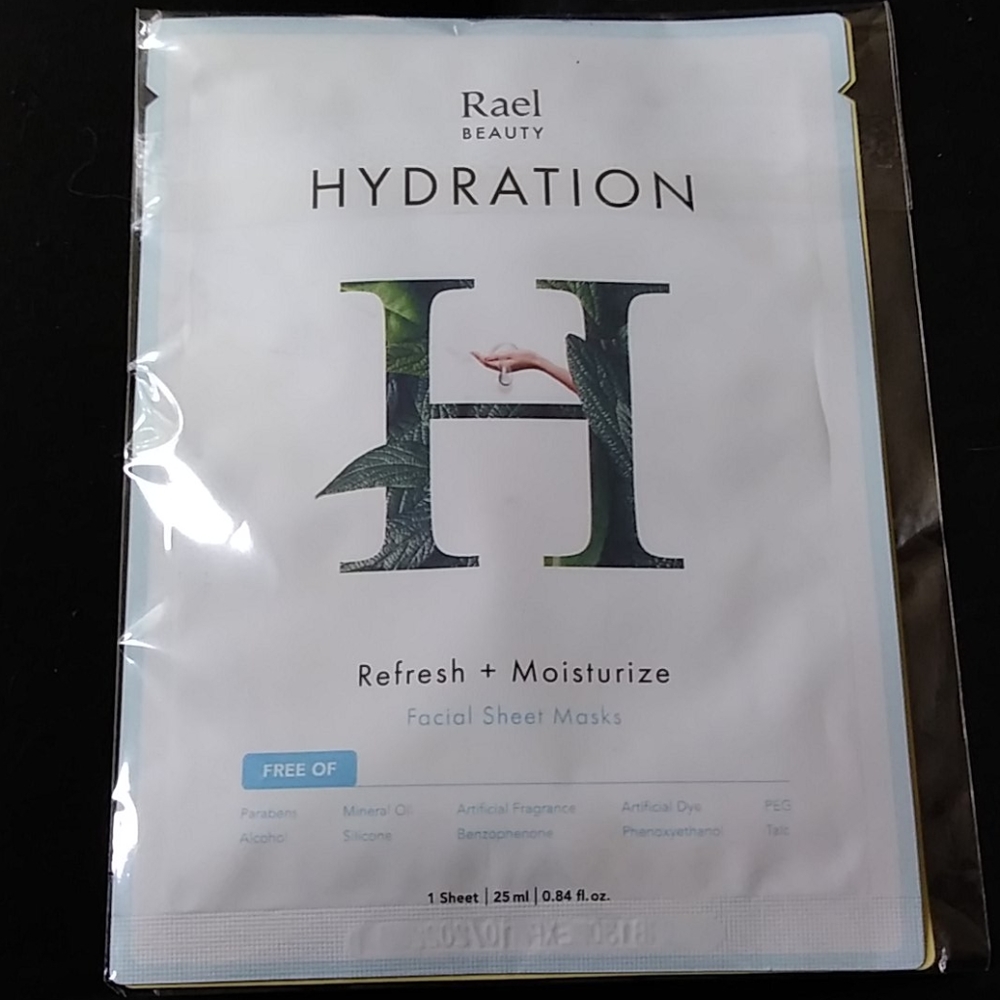 Rael
BEAUTY
HYDRATION
H
Refresh + Moisturize
Facial Sheet Masks
FREE OF
Parabens Mineral Oil Artificial Fragrance Artificial Dye PEG
Alcohol Silicone Benzophenone Phenoxyethanol Talc
1 Sheet | 25 ml | 0.84 fl.oz.
EXP